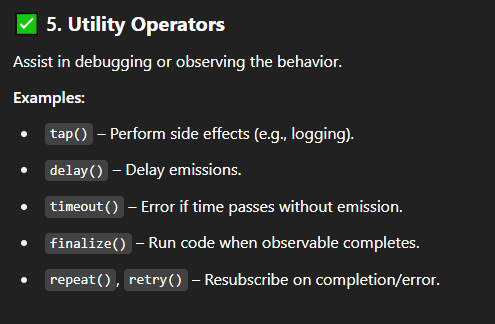 ✅ 5. Utility Operators
Assist in debugging or observing the behavior.
Examples:
• tap() – Perform side effects (e.g., logging).
• delay() – Delay emissions.
• timeout() – Error if time passes without emission.
• finalize() – Run code when observable completes.
• repeat(), retry() – Resubscribe on completion/error.